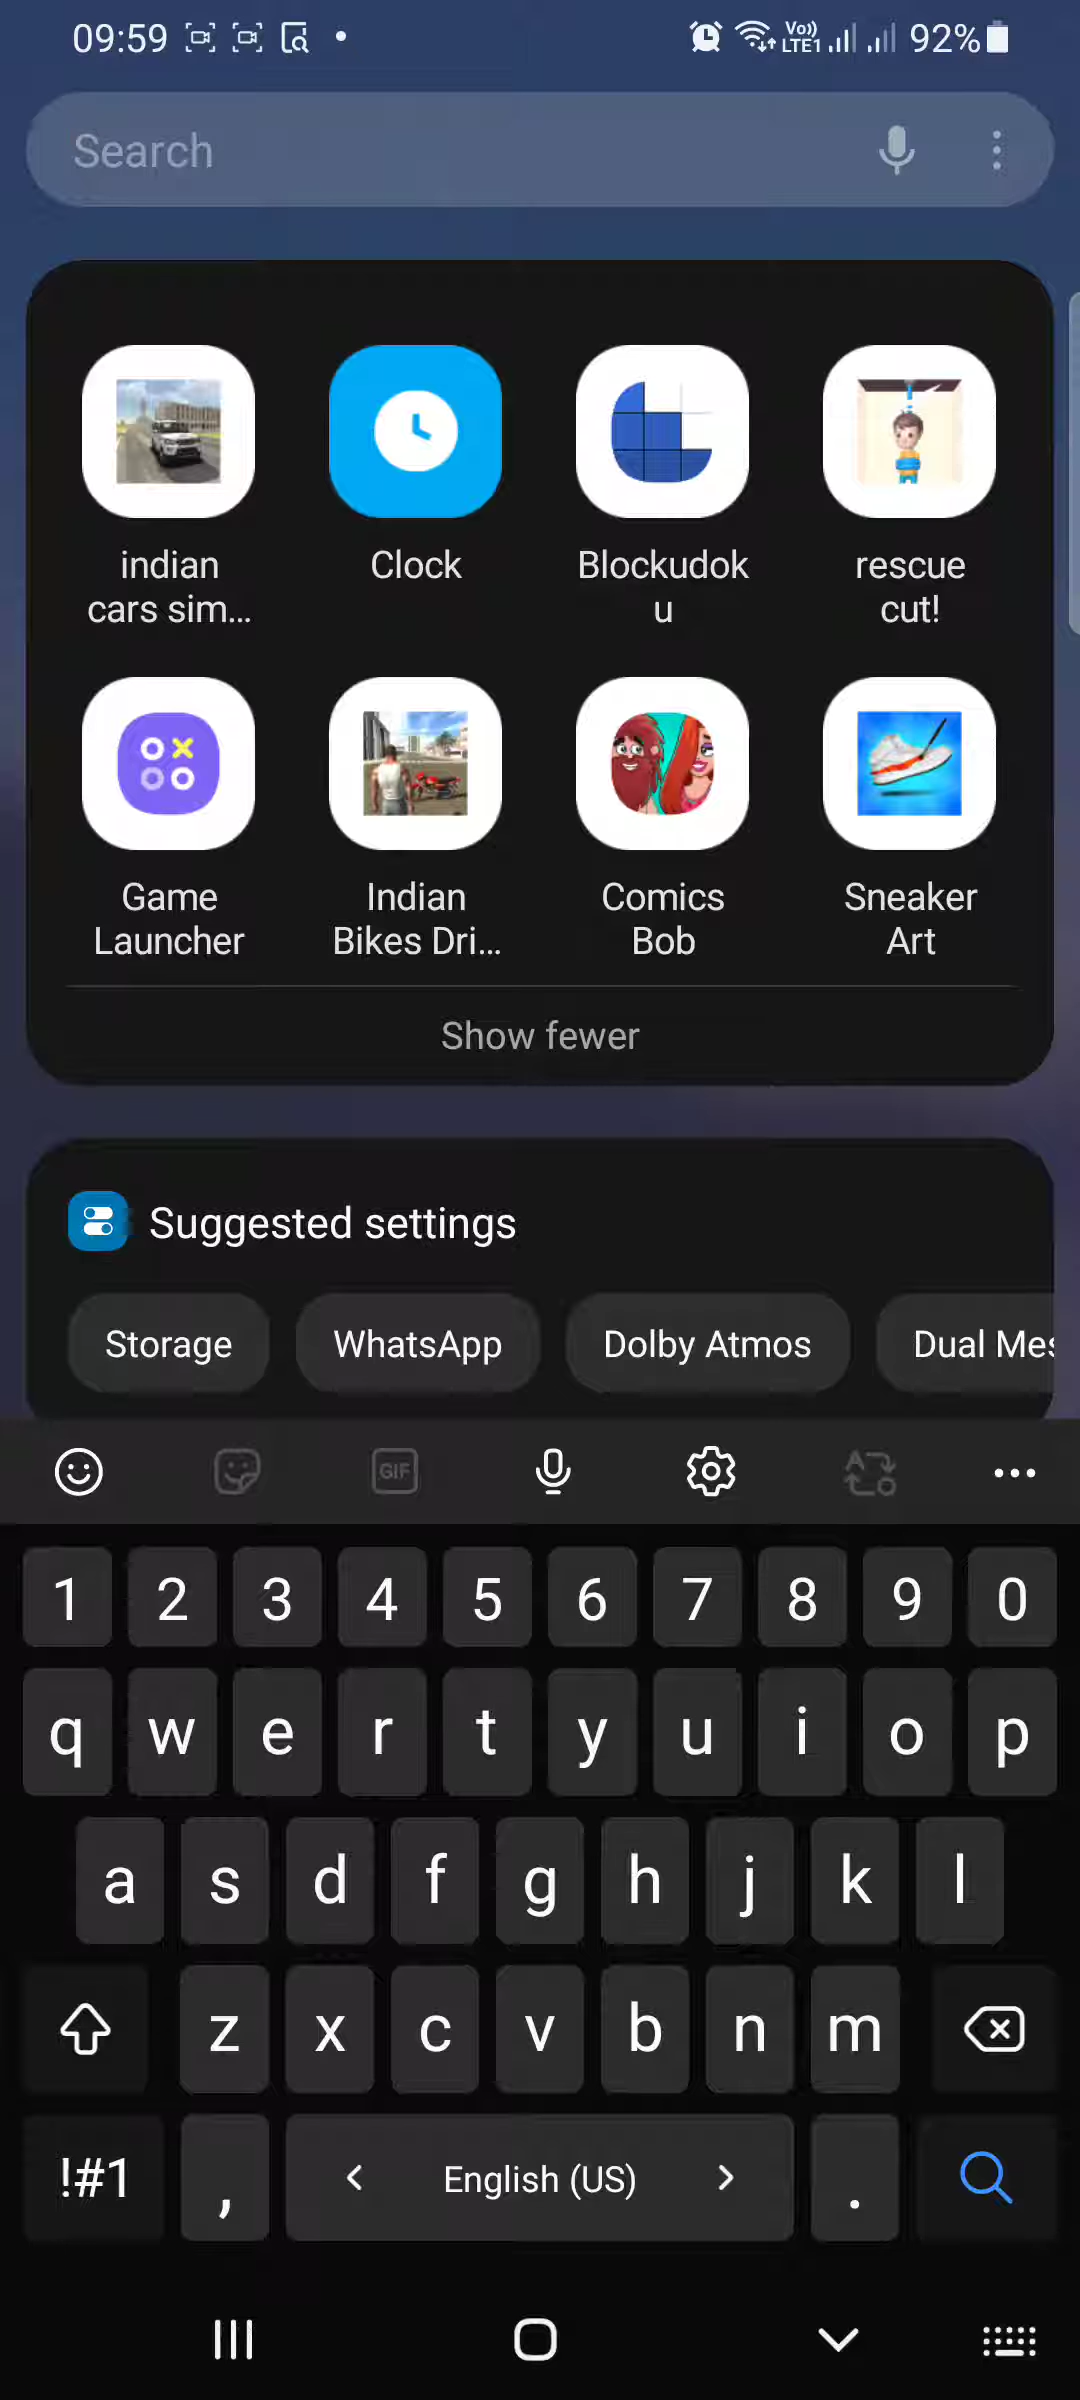 09:59 Vo)) LTE1 92%
Search
indian cars sim...
Clock
Blockudoku
rescue cut!
Game Launcher
Indian Bikes Dri...
Comics Bob
Sneaker Art
Show fewer
Suggested settings
Storage WhatsApp Dolby Atmos Dual Mes
GIF
1 2 3 4 5 6 7 8 9 0
q w e r t y u i o p
a s d f g h j k l
z x c v b n m
!#1 , < English (US) > .